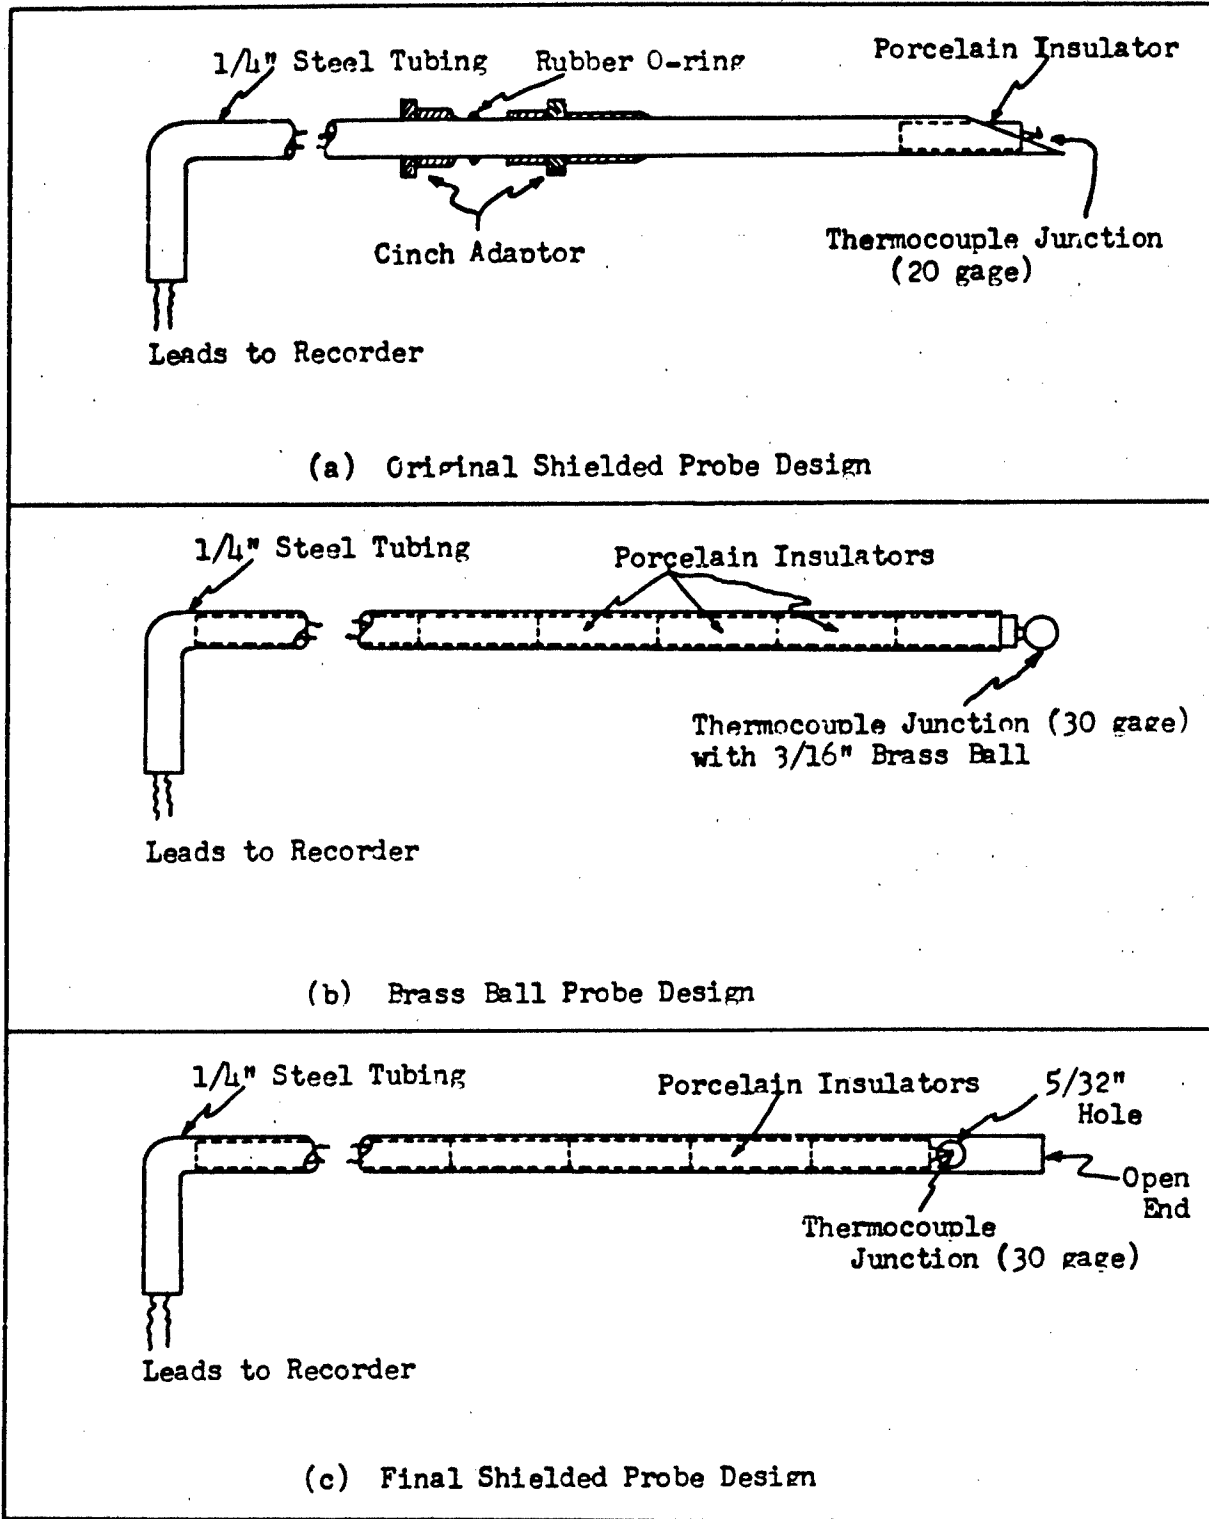 1/4" Steel Tubing
Rubber O-ring
Porcelain Insulator
Cinch Adaptor
Thermocouple Junction
(20 gage)
Leads to Recorder
(a) Original Shielded Probe Design
1/4" Steel Tubing
Porcelain Insulators
Thermocouple Junction (30 gage)
with 3/16" Brass Ball
Leads to Recorder
(b) Brass Ball Probe Design
1/4" Steel Tubing
Porcelain Insulators
5/32"
Hole
Open
End
Thermocouple
Junction (30 gage)
Leads to Recorder
(c) Final Shielded Probe Design